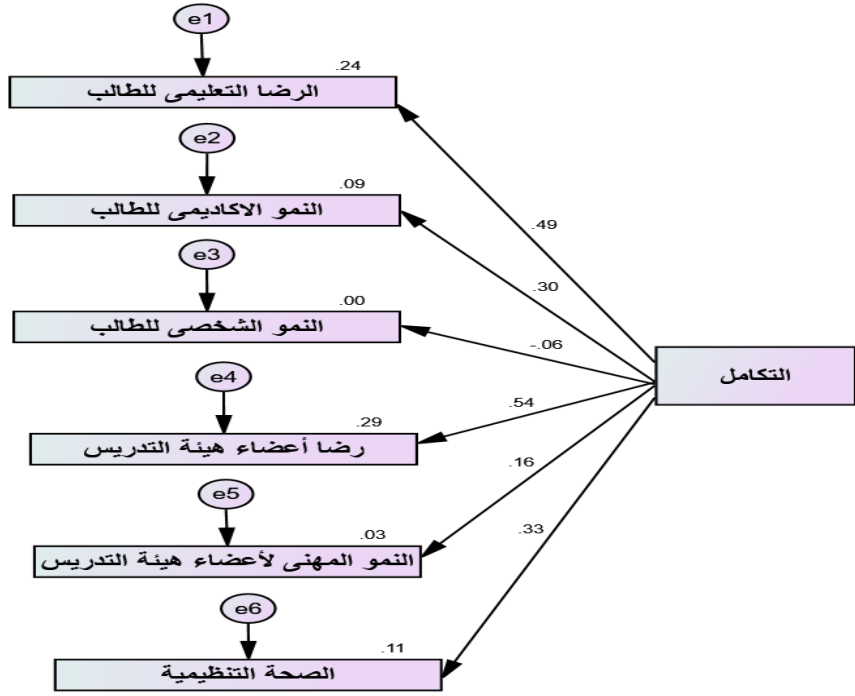 e1
.24
الرضا التعليمى للطالب
e2
.09
النمو الاكاديمى للطالب
.49
e3
.30
.00
النمو الشخصى للطالب
-.06
التكامل
e4
.54
.29
رضا أعضاء هيئة التدريس
.16
e5
.33
.03
النمو المهنى لأعضاء هيئة التدريس
e6
.11
الصحة التنظيمية